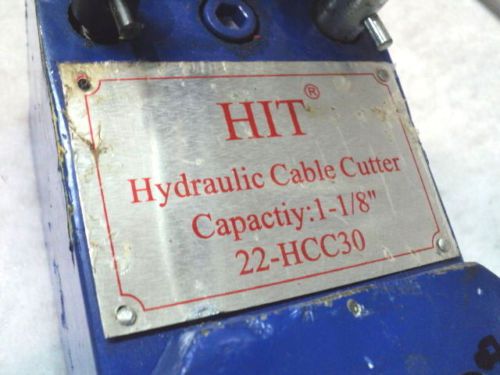 HIT®
Hydraulic Cable Cutter
Capactiy:1-1/8"
22-HCC30